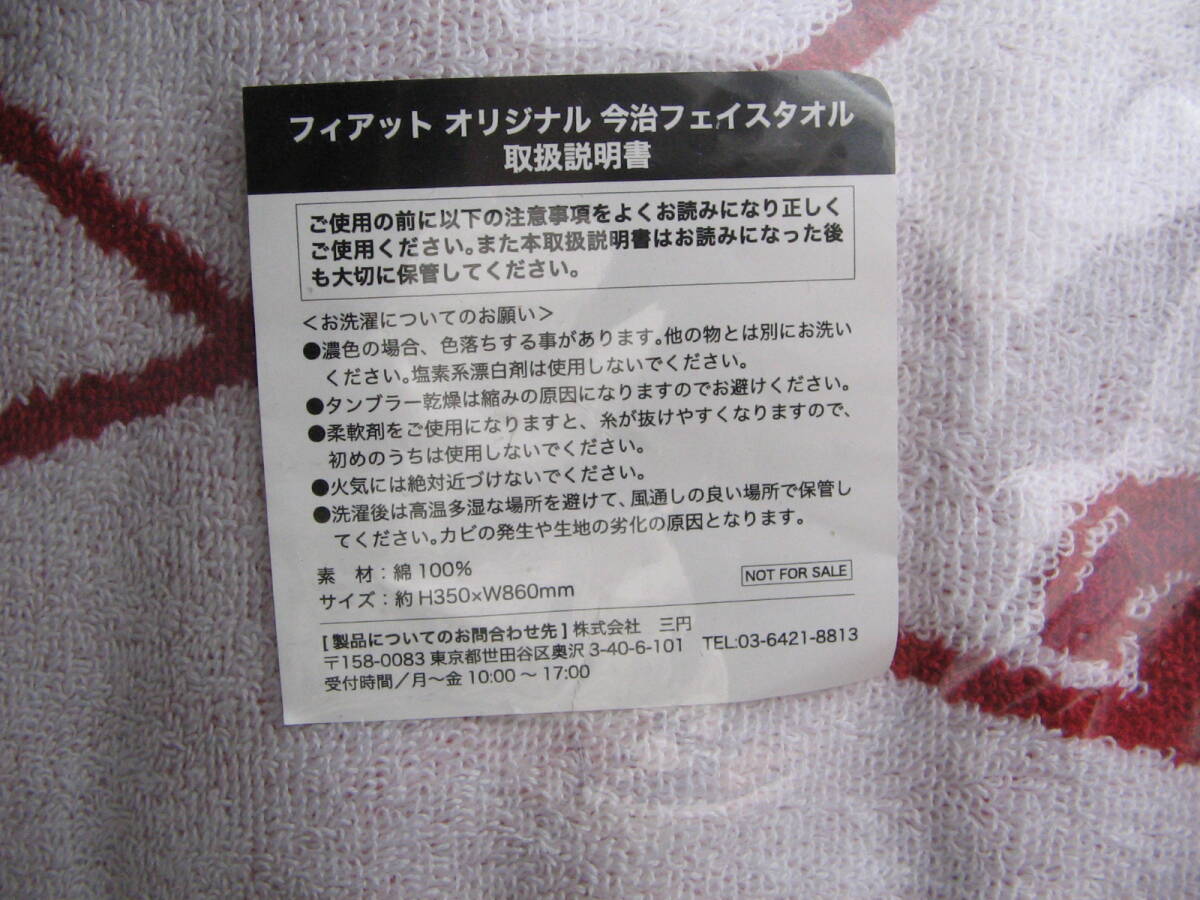 フィアット オリジナル 今治フェイスタオル
取扱説明書
ご使用の前に以下の注意事項をよくお読みになり正しく
ご使用ください。また本取扱説明書はお読みになった後
も大切に保管してください。
＜お洗濯についてのお願い＞
●濃色の場合、色落ちする事があります。他の物とは別にお洗い
ください。塩素系漂白剤は使用しないでください。
●タンブラー乾燥は縮みの原因になりますのでお避けください。
●柔軟剤をご使用になりますと、糸が抜けやすくなりますので、
初めのうちは使用しないでください。
●火気には絶対近づけないでください。
●洗濯後は高温多湿な場所を避けて、風通しの良い場所で保管し
てください。カビの発生や生地の劣化の原因となります。
素　材：綿100%
サイズ：約 H350×W860mm
NOT FOR SALE
[製品についてのお問合わせ先] 株式会社　三円
〒158-0083 東京都世田谷区奥沢 3-40-6-101　TEL:03-6421-8813
受付時間／月～金 10:00 ～ 17:00